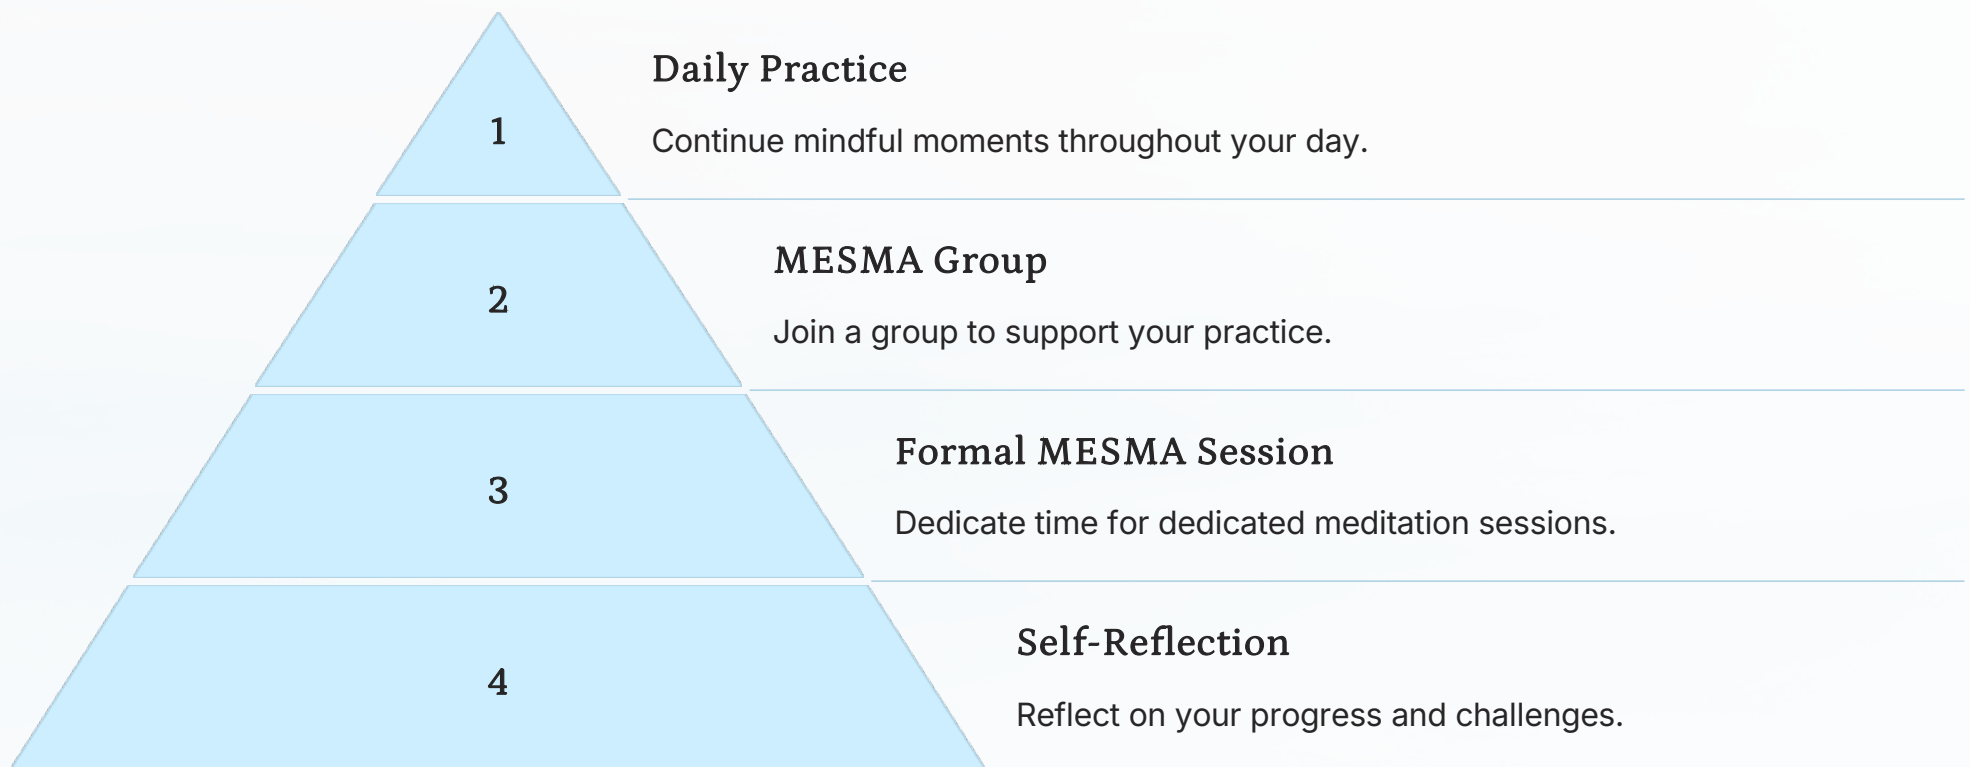 1
Daily Practice
Continue mindful moments throughout your day.
2
MESMA Group
Join a group to support your practice.
3
Formal MESMA Session
Dedicate time for dedicated meditation sessions.
4
Self-Reflection
Reflect on your progress and challenges.